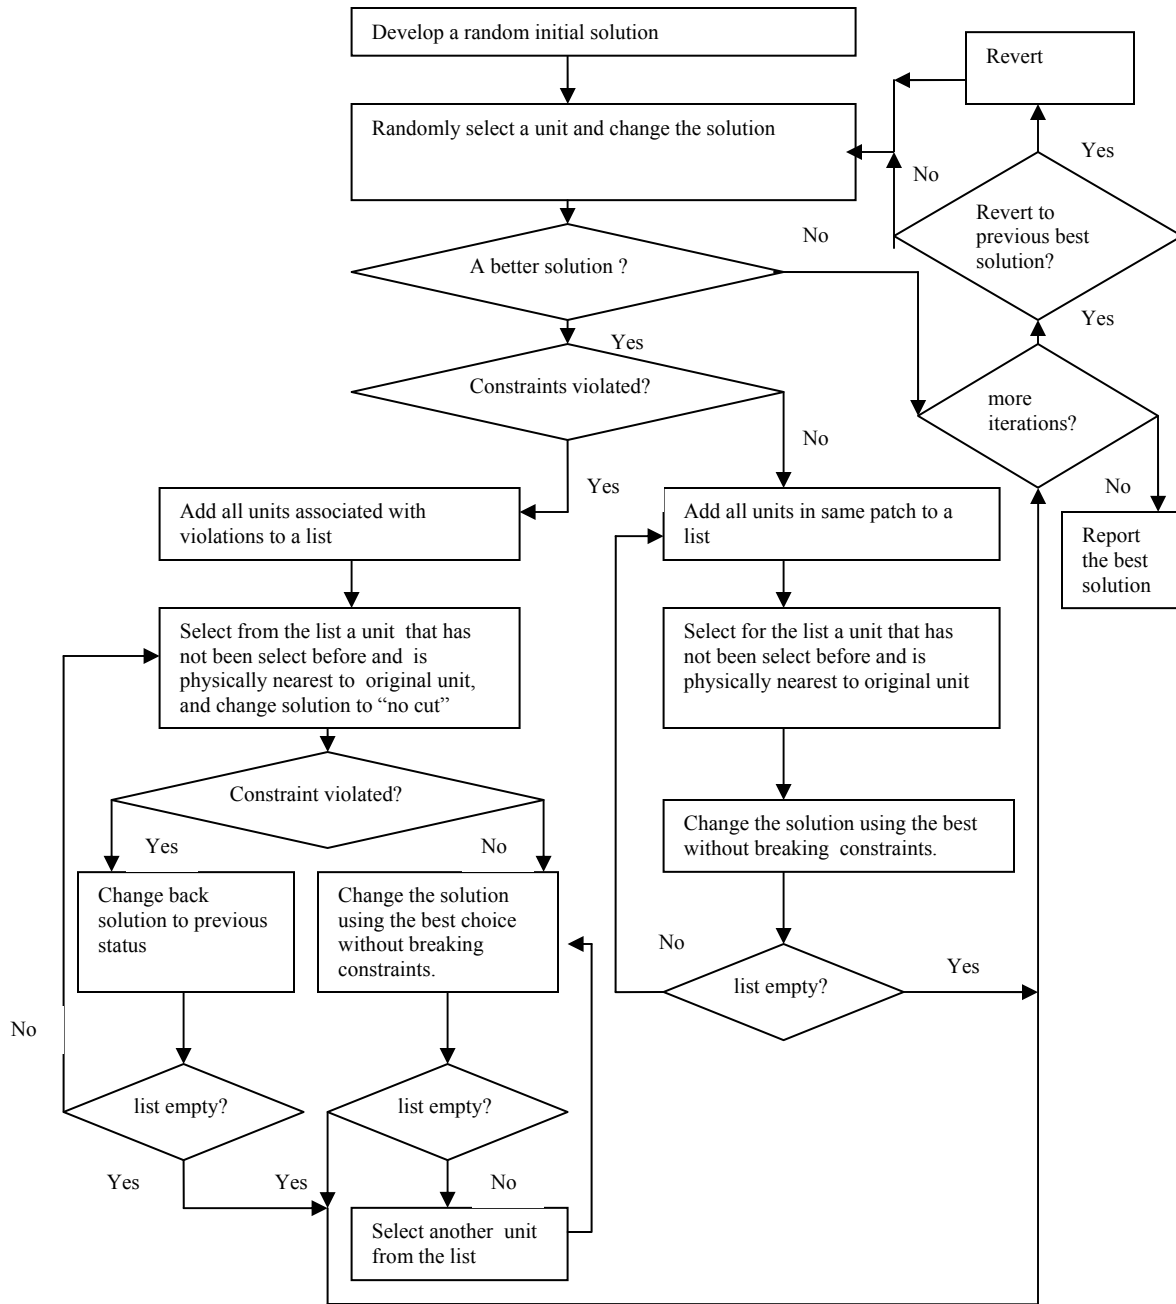 Develop a random initial solution
Revert
Randomly select a unit and change the solution
Yes
No
Revert to
previous best
solution?
No
A better solution ?
Yes
Yes
Constraints violated?
more
iterations?
No
Yes
No
Add all units associated with
violations to a list
Add all units in same patch to a
list
Report
the best
solution
Select from the list a unit that has
not been select before and is
physically nearest to original unit,
and change solution to “no cut”
Select for the list a unit that has
not been select before and is
physically nearest to original unit
Constraint violated?
Yes
No
Change the solution using the best
without breaking constraints.
Change back
solution to previous
status
Change the solution
using the best choice
without breaking
constraints.
No
Yes
list empty?
No
list empty?
list empty?
Yes
Yes
No
Select another unit
from the list